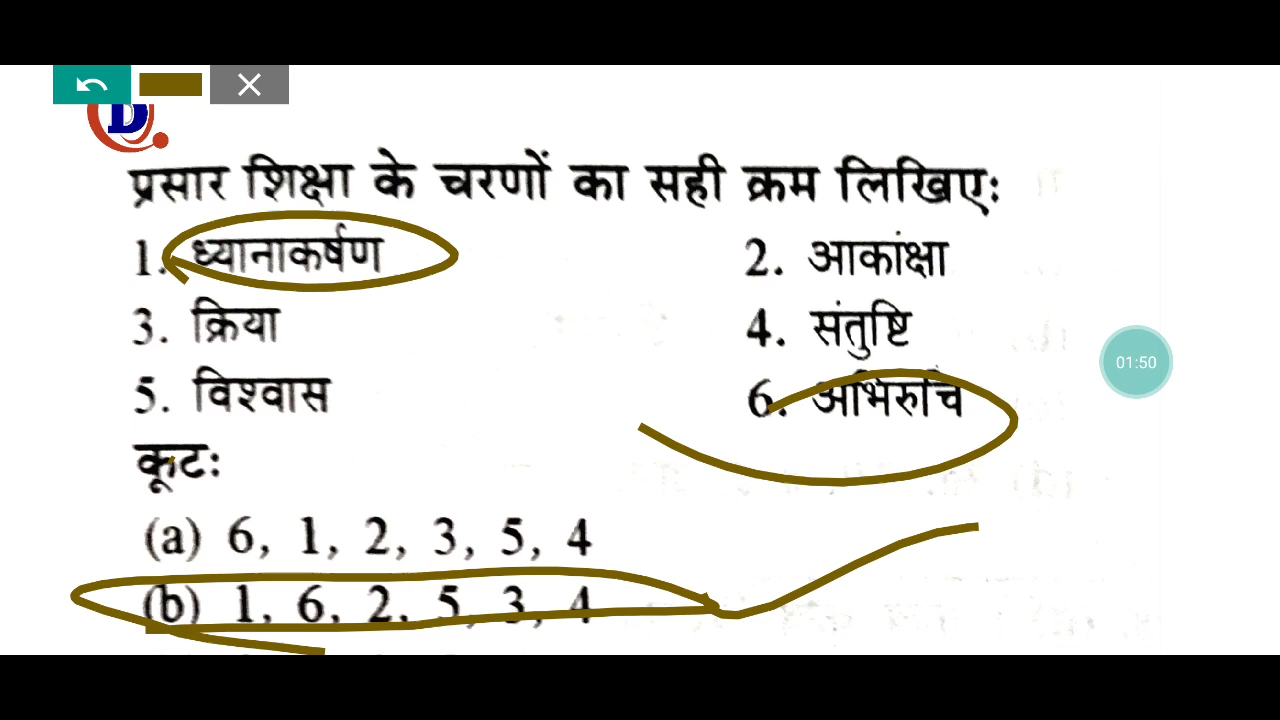 D
प्रसार शिक्षा के चरणों का सही क्रम लिखिएः
1. ध्यानाकर्षण 2. आकांक्षा
3. क्रिया 4. संतुष्टि
5. विश्वास 6. अभिरुचि
01:50
कूटः
(a) 6, 1, 2, 3, 5, 4
(b) 1, 6, 2, 5, 3, 4